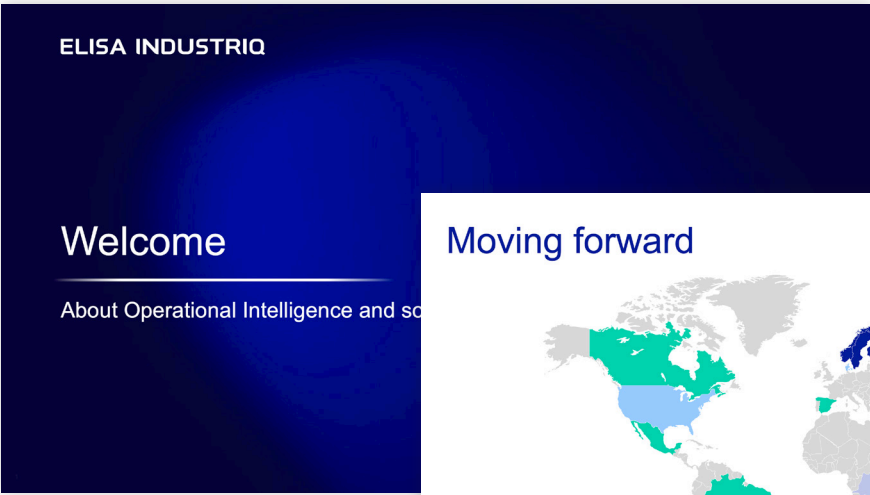 ELISA INDUSTRIQ
Welcome
About Operational Intelligence and
Moving forward